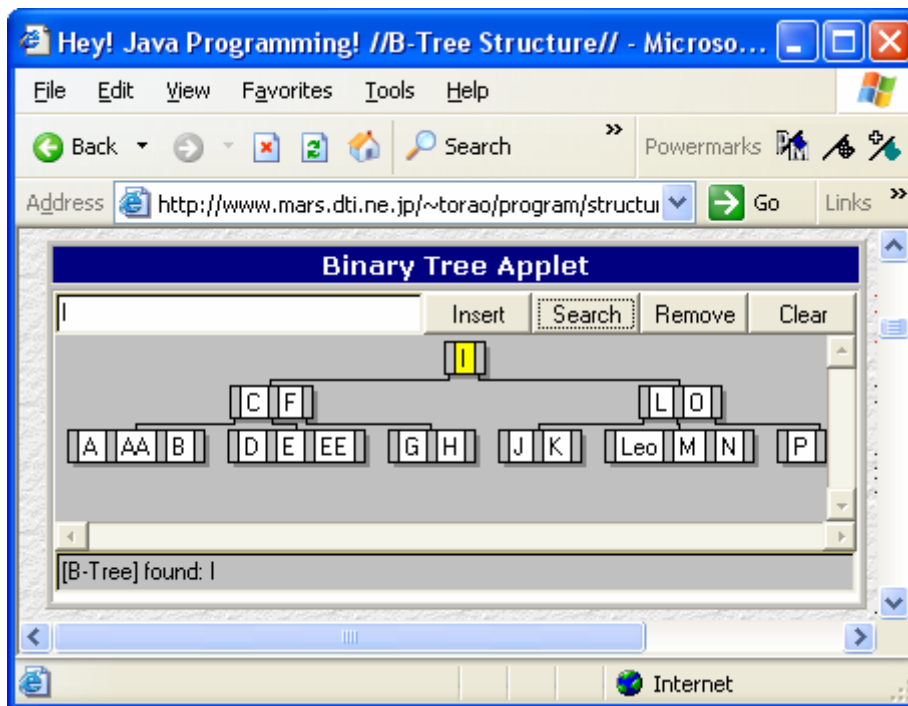 Hey! Java Programming! //B-Tree Structure// - Microso...
File Edit View Favorites Tools Help
Back Search » Powermarks
Address http://www.mars.dti.ne.jp/~torao/program/structu Go Links »
Binary Tree Applet
I Insert Search Remove Clear
I
C F L O
A AA B D E EE G H J K Leo M N P
[B-Tree] found: I
Internet